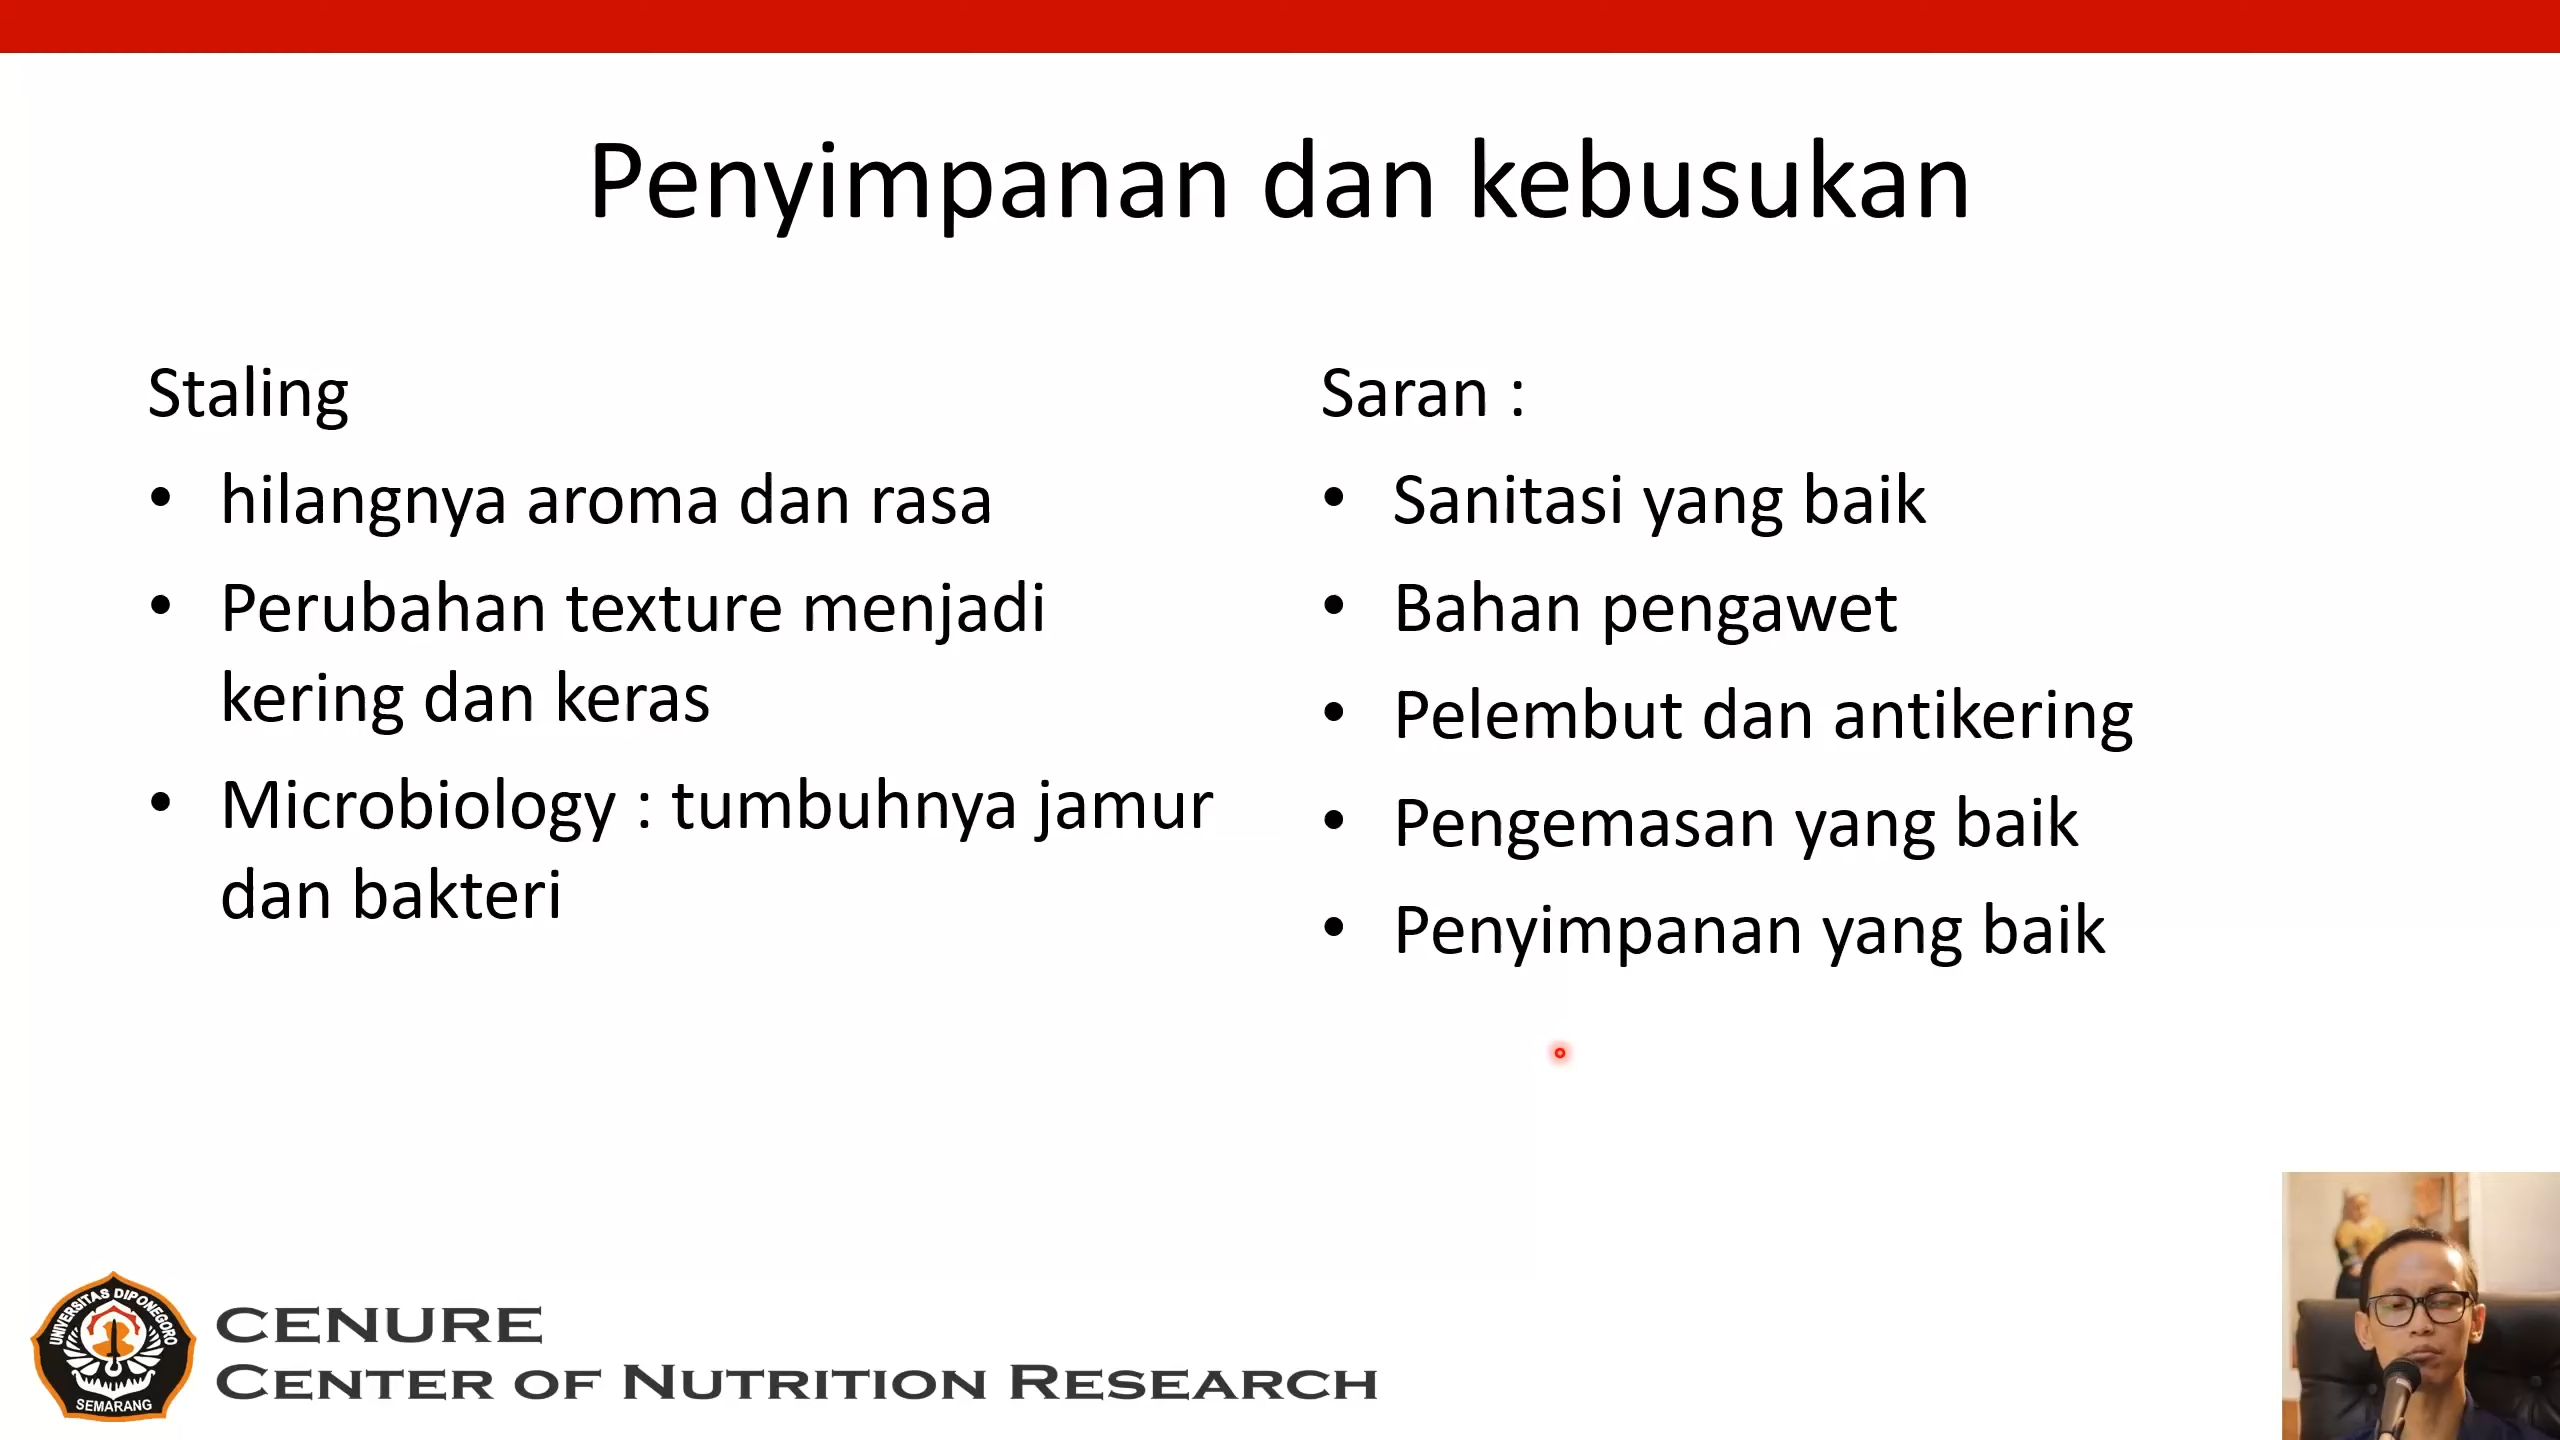 Penyimpanan dan kebusukan
Staling
• hilangnya aroma dan rasa
• Perubahan texture menjadi
kering dan keras
• Microbiology : tumbuhnya jamur
dan bakteri
Saran :
• Sanitasi yang baik
• Bahan pengawet
• Pelembut dan antikering
• Pengemasan yang baik
• Penyimpanan yang baik
UNIVERSITAS DIPONEGORO
SEMARANG
CENURE
CENTER OF NUTRITION RESEARCH